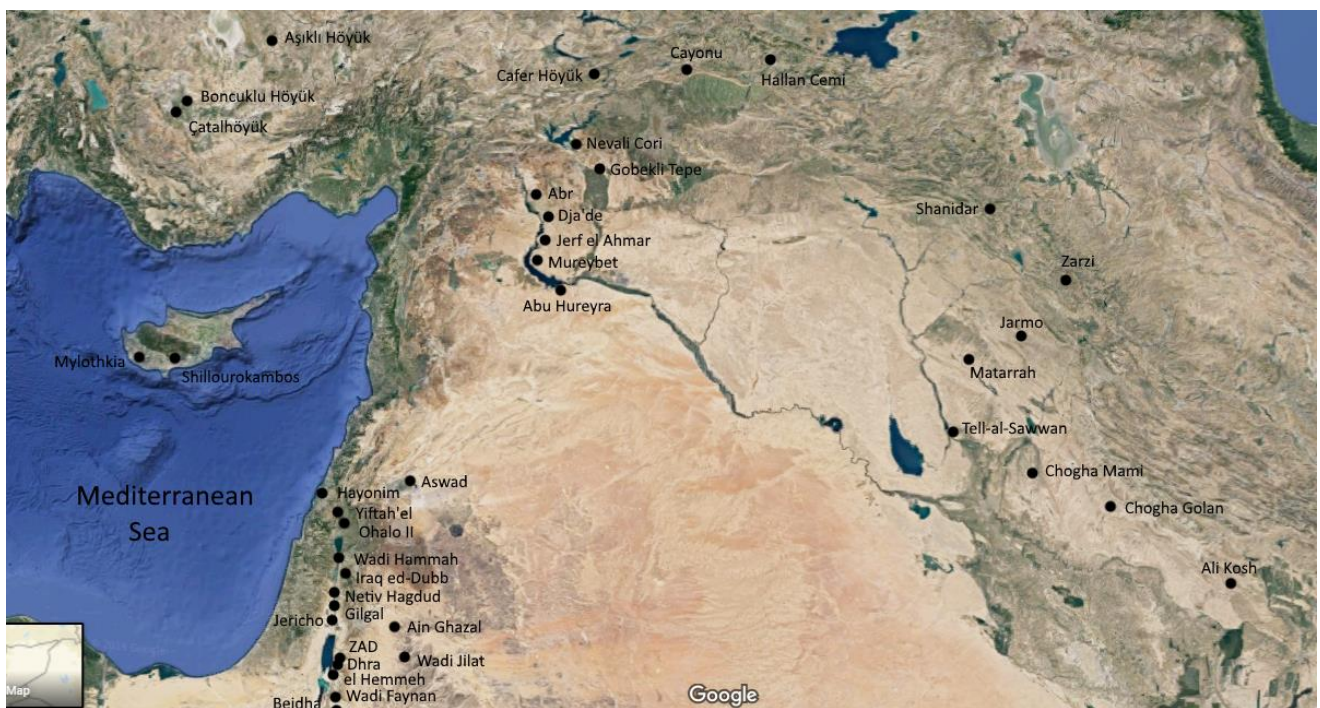 Aşıklı Höyük
Cayonu
Cafer Höyük
Hallan Cemi
Boncuklu Höyük
Çatalhöyük
Nevali Cori
Gobekli Tepe
Abr
Shanidar
Dja'de
Jerf el Ahmar
Mureybet
Zarzi
Abu Hureyra
Jarmo
Mylothkia
Matarrah
Shillourokambos
Tell-al-Sawwan
Chogha Mami
Aswad
Hayonim
Mediterranean
Sea
Chogha Golan
Yiftah'el
Ohalo II
Wadi Hammah
Ali Kosh
Iraq ed-Dubb
Netiv Hagdud
Gilgal
Jericho
Ain Ghazal
ZAD
Wadi Jilat
Dhra
el Hemmeh
Map
Google
Wadi Faynan
Beidha